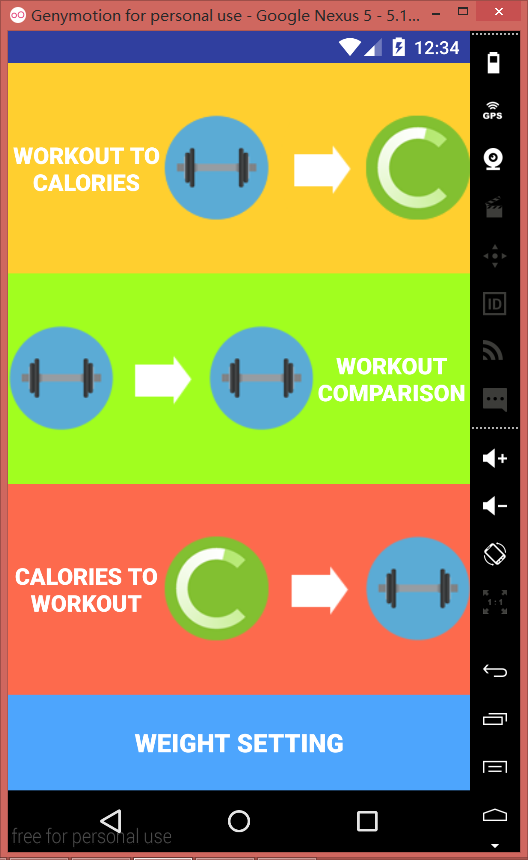 Genymotion for personal use - Google Nexus 5 - 5.1...
12:34
GPS
WORKOUT TO
CALORIES
ID
WORKOUT
COMPARISON
CALORIES TO
WORKOUT
1:1
WEIGHT SETTING
free for personal use